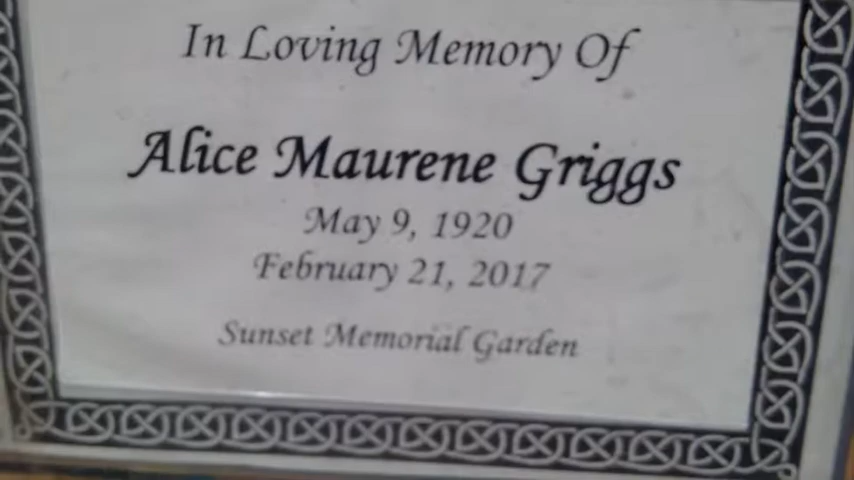 In Loving Memory Of
Alice Maurene Griggs
May 9, 1920
February 21, 2017
Sunset Memorial Garden